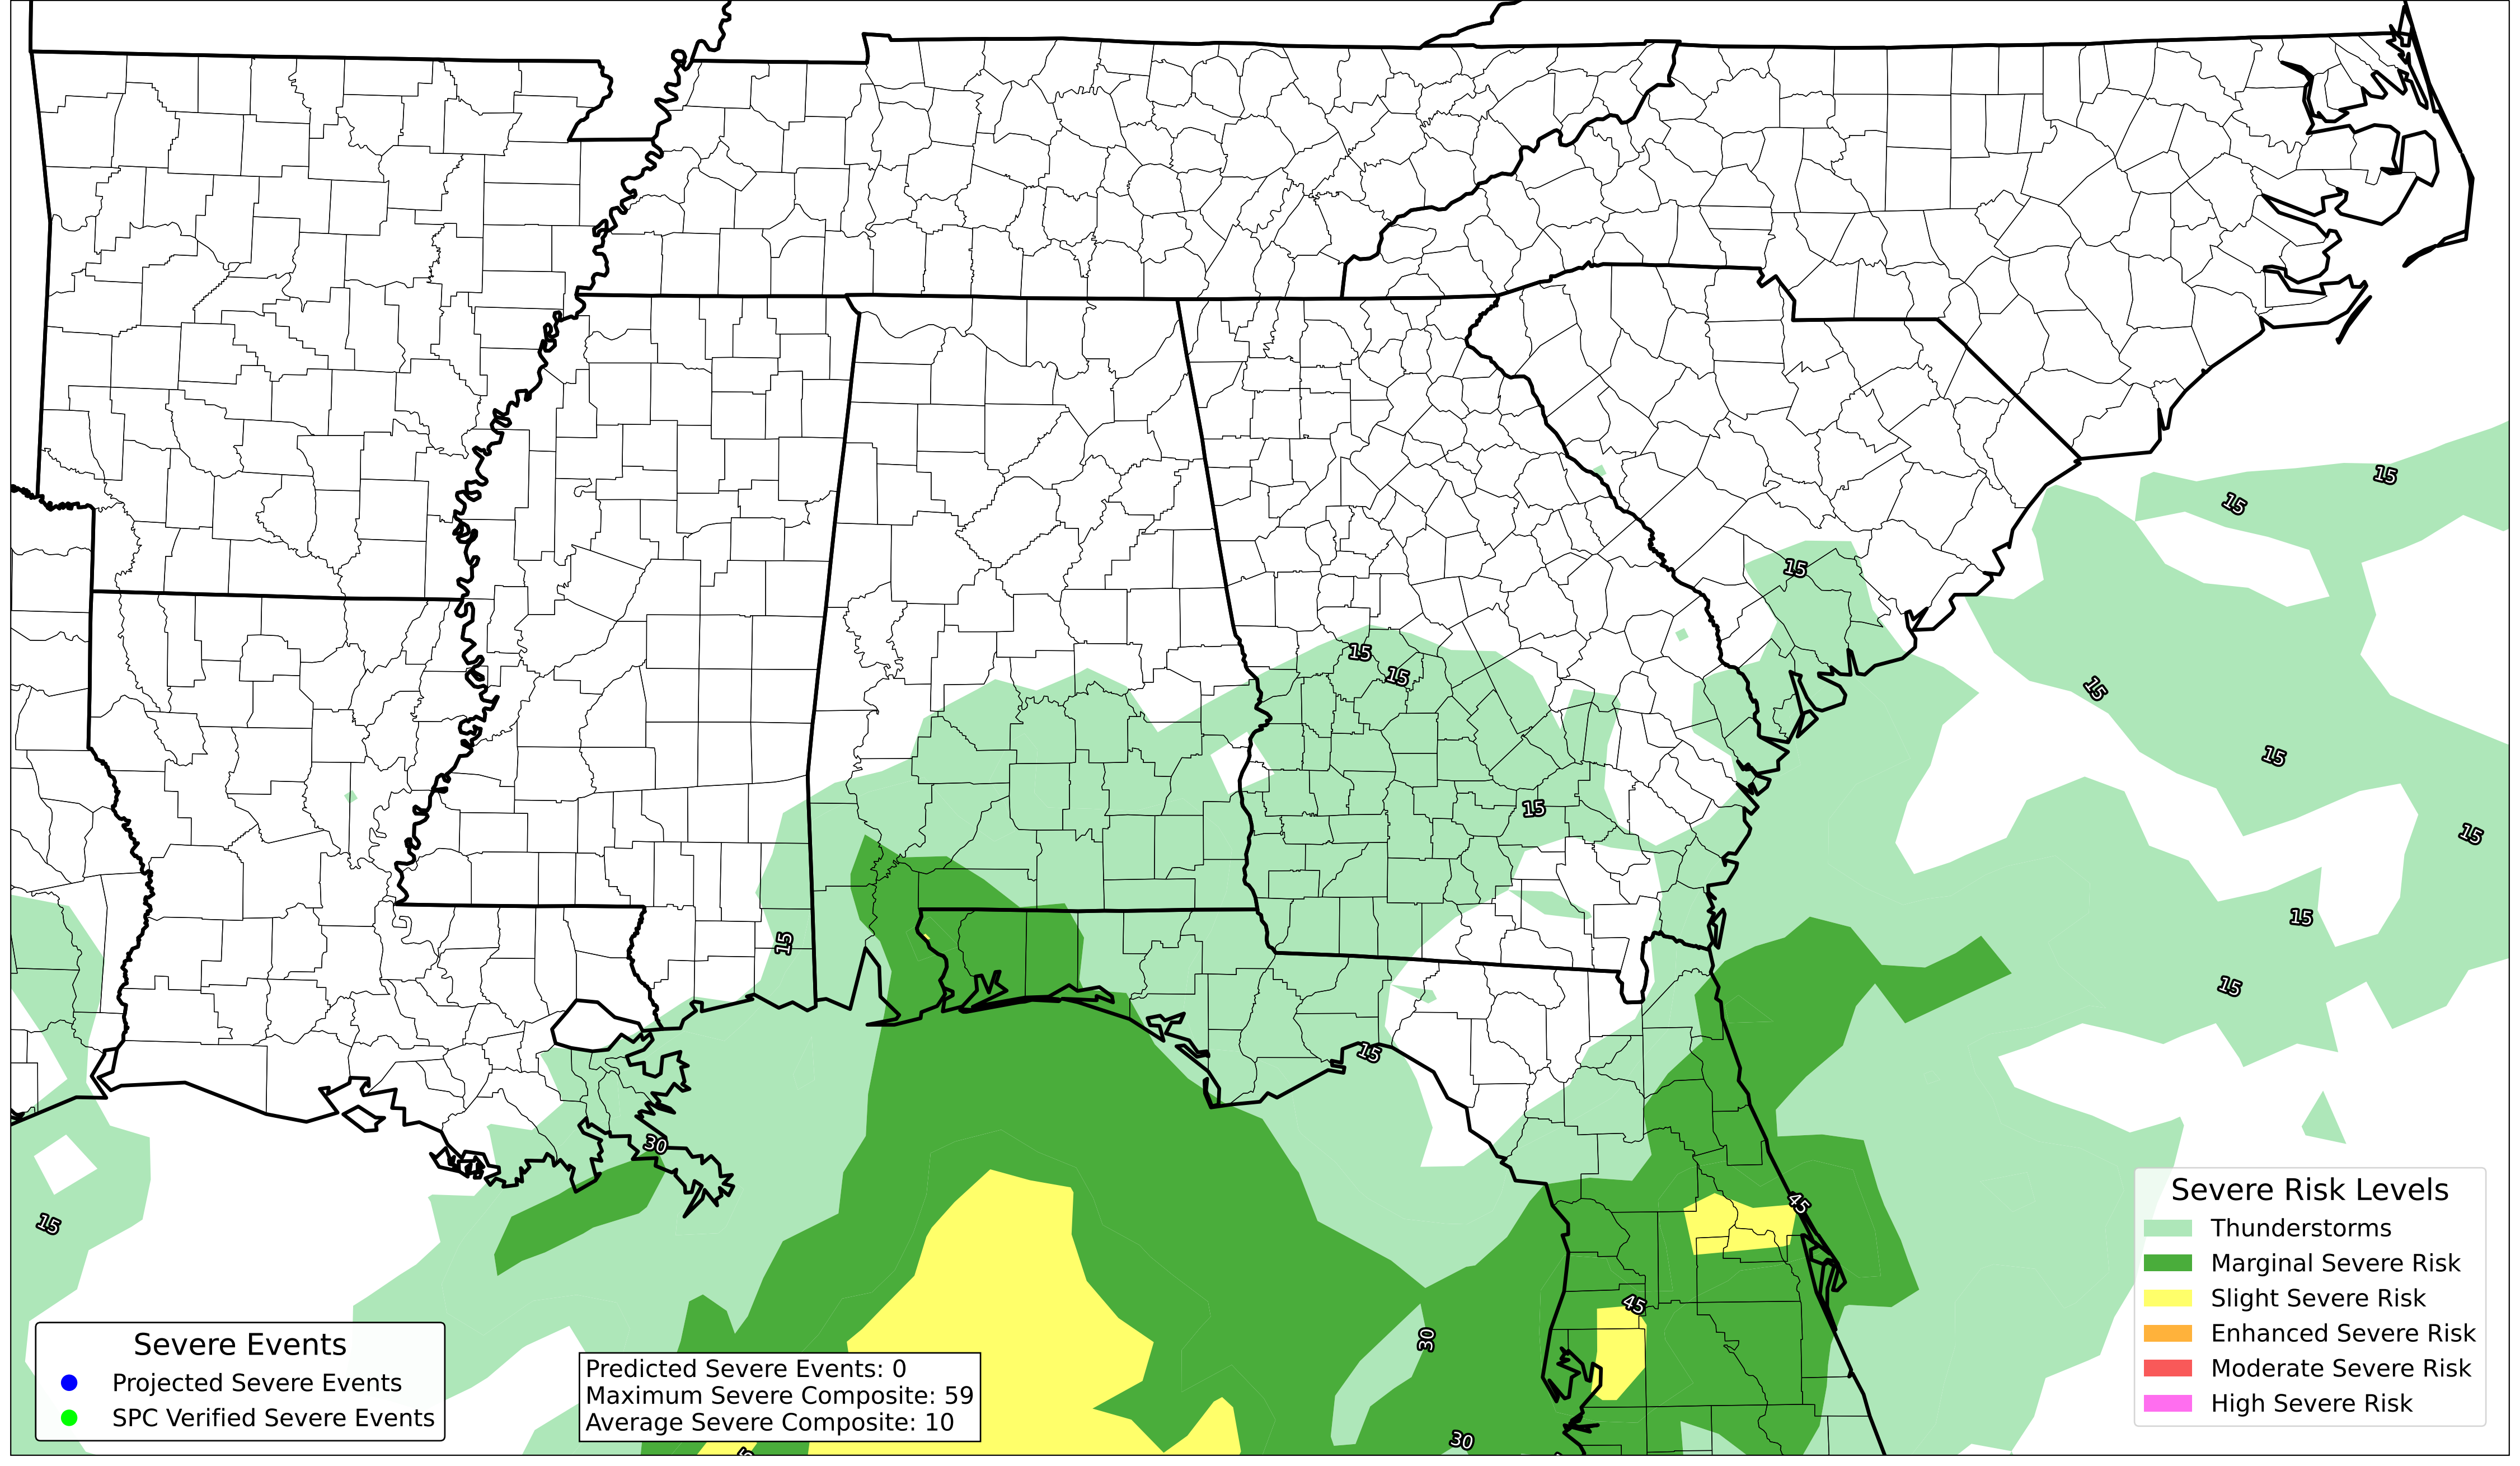 15
15
15
15
15
15
15
15
15
15
15
15
15
15
30
15
45
45
30
30
Severe Risk Levels
Thunderstorms
Marginal Severe Risk
Slight Severe Risk
Enhanced Severe Risk
Moderate Severe Risk
High Severe Risk
Severe Events
Projected Severe Events
SPC Verified Severe Events
Predicted Severe Events: 0
Maximum Severe Composite: 59
Average Severe Composite: 10